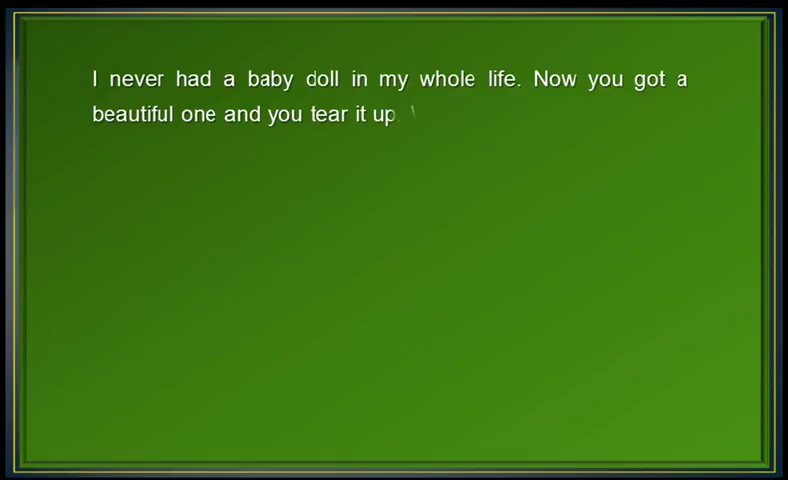 I never had a baby doll in my whole life. Now you got a
beautiful one and you tear it up.